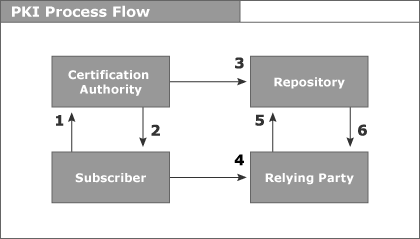 PKI Process Flow
Certification
Authority
3
Repository
1
2
5
6
Subscriber
4
Relying Party